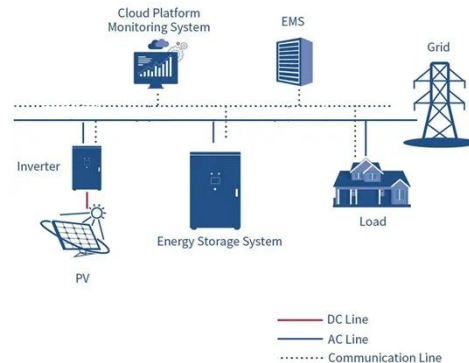 Cloud Platform
Monitoring System
EMS
Grid
Inverter
PV
Energy Storage System
Load
DC Line
AC Line
Communication Line